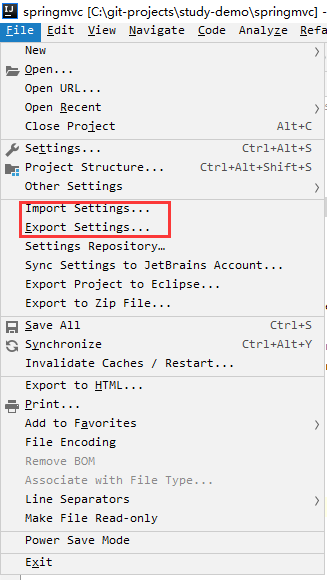 springmvc [C:\git-projects\study-demo\springmvc] -
File Edit View Navigate Code Analyze Refa
New
Open...
Open URL...
Open Recent
Close Project Alt+C
Settings... Ctrl+Alt+S
Project Structure... Ctrl+Alt+Shift+S
Other Settings
Import Settings...
Export Settings...
Settings Repository…
Sync Settings to JetBrains Account...
Export Project to Eclipse...
Export to Zip File...
Save All Ctrl+S
Synchronize Ctrl+Alt+Y
Invalidate Caches / Restart...
Export to HTML...
Print...
Add to Favorites
File Encoding
Remove BOM
Associate with File Type...
Line Separators
Make File Read-only
Power Save Mode
Exit